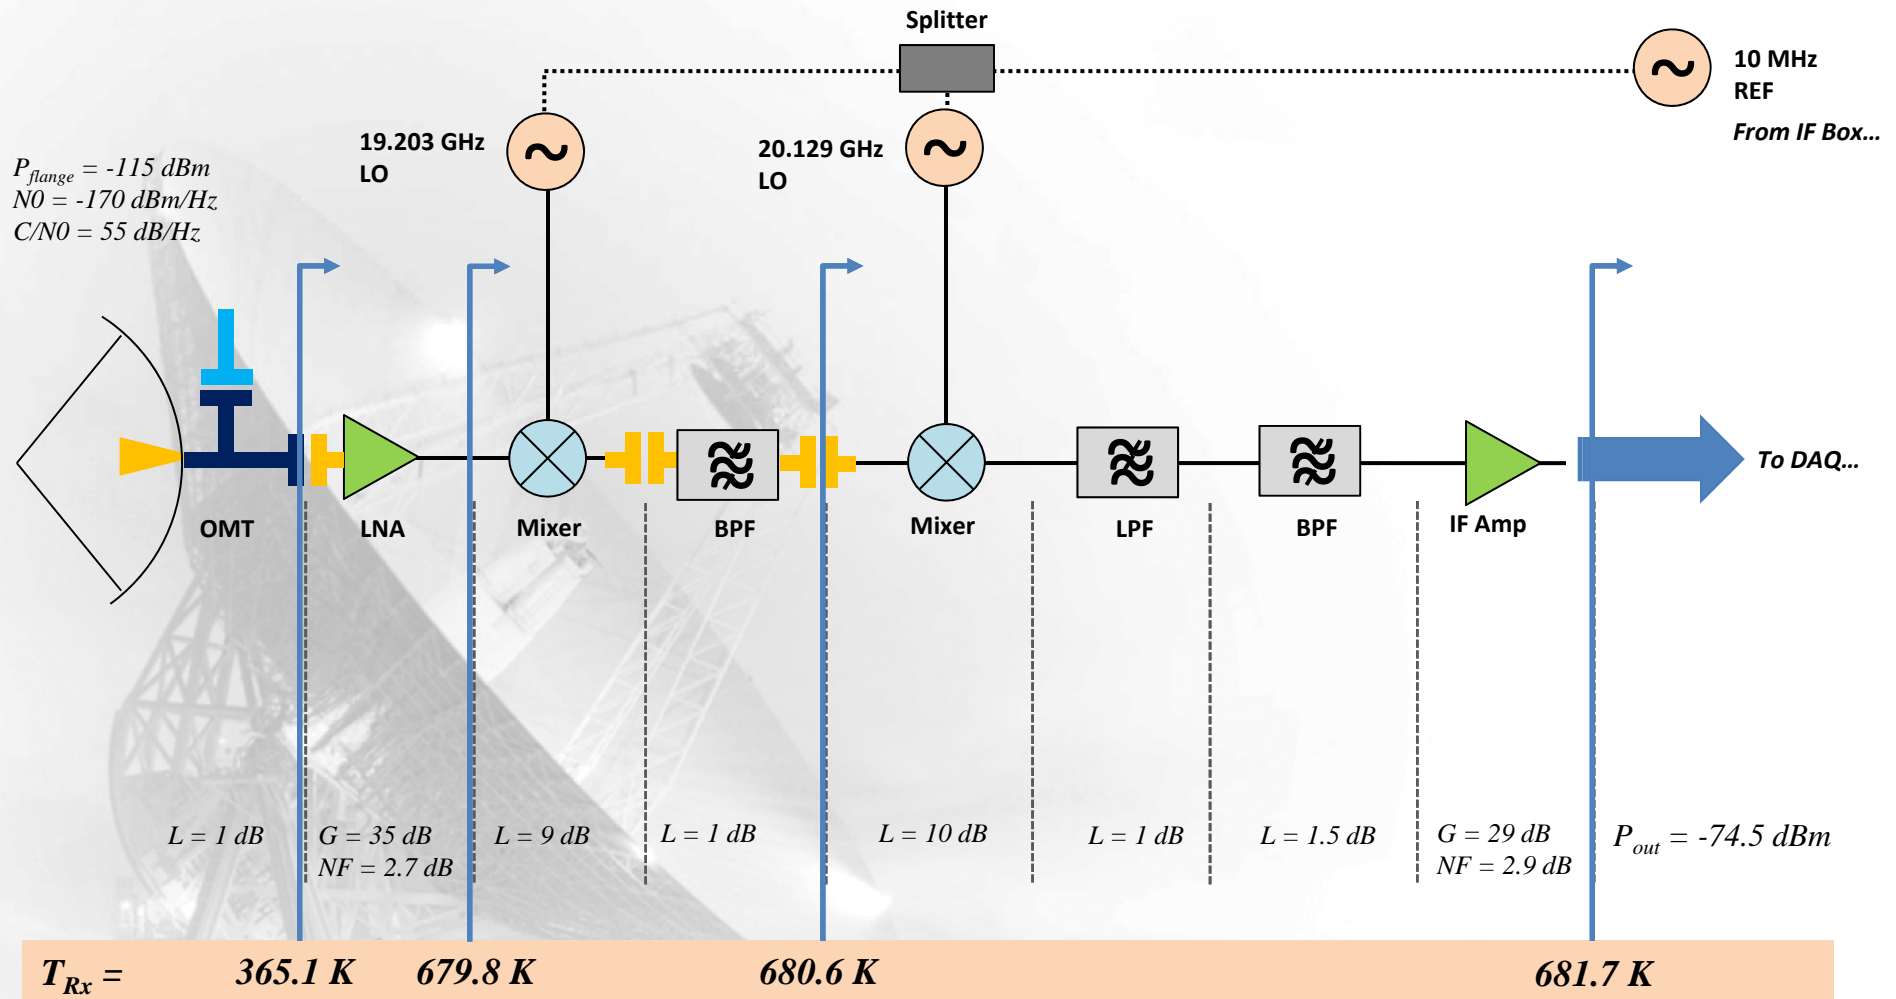 Splitter
10 MHz
REF
From IF Box...
19.203 GHz
LO
20.129 GHz
LO
P_flange = -115 dBm
N0 = -170 dBm/Hz
C/N0 = 55 dB/Hz
To DAQ...
OMT
LNA
Mixer
BPF
Mixer
LPF
BPF
IF Amp
L = 1 dB
G = 35 dB
NF = 2.7 dB
L = 9 dB
L = 1 dB
L = 10 dB
L = 1 dB
L = 1.5 dB
G = 29 dB
NF = 2.9 dB
P_out = -74.5 dBm
T_Rx = 365.1 K 679.8 K 680.6 K 681.7 K